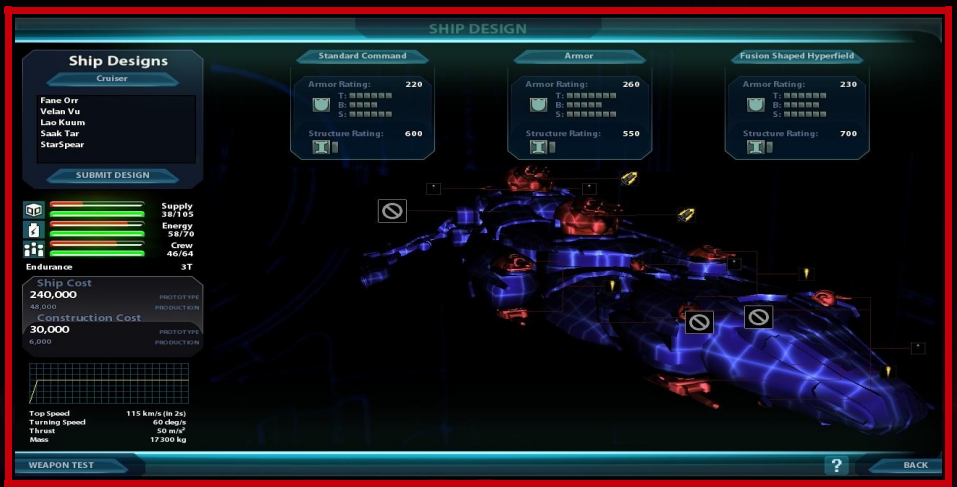 SHIP DESIGN
Ship Designs
Cruiser
Fane Orr
Velan Vu
Lao Kuum
Saak Tar
StarSpear
SUBMIT DESIGN
Supply
38/105
Energy
58/70
Crew
46/64
Endurance 3T
Ship Cost
240,000 PROTOTYPE
48,000 PRODUCTION
Construction Cost
30,000 PROTOTYPE
6,000 PRODUCTION
Top Speed 115 km/s (in 2s)
Turning Speed 60 deg/s
Thrust 50 m/s²
Mass 17300 kg
WEAPON TEST
Standard Command
Armor Rating: 220
T:
B:
S:
Structure Rating: 600
Armor
Armor Rating: 260
T:
B:
S:
Structure Rating: 550
Fusion Shaped Hyperfield
Armor Rating: 230
T:
B:
S:
Structure Rating: 700
?
BACK